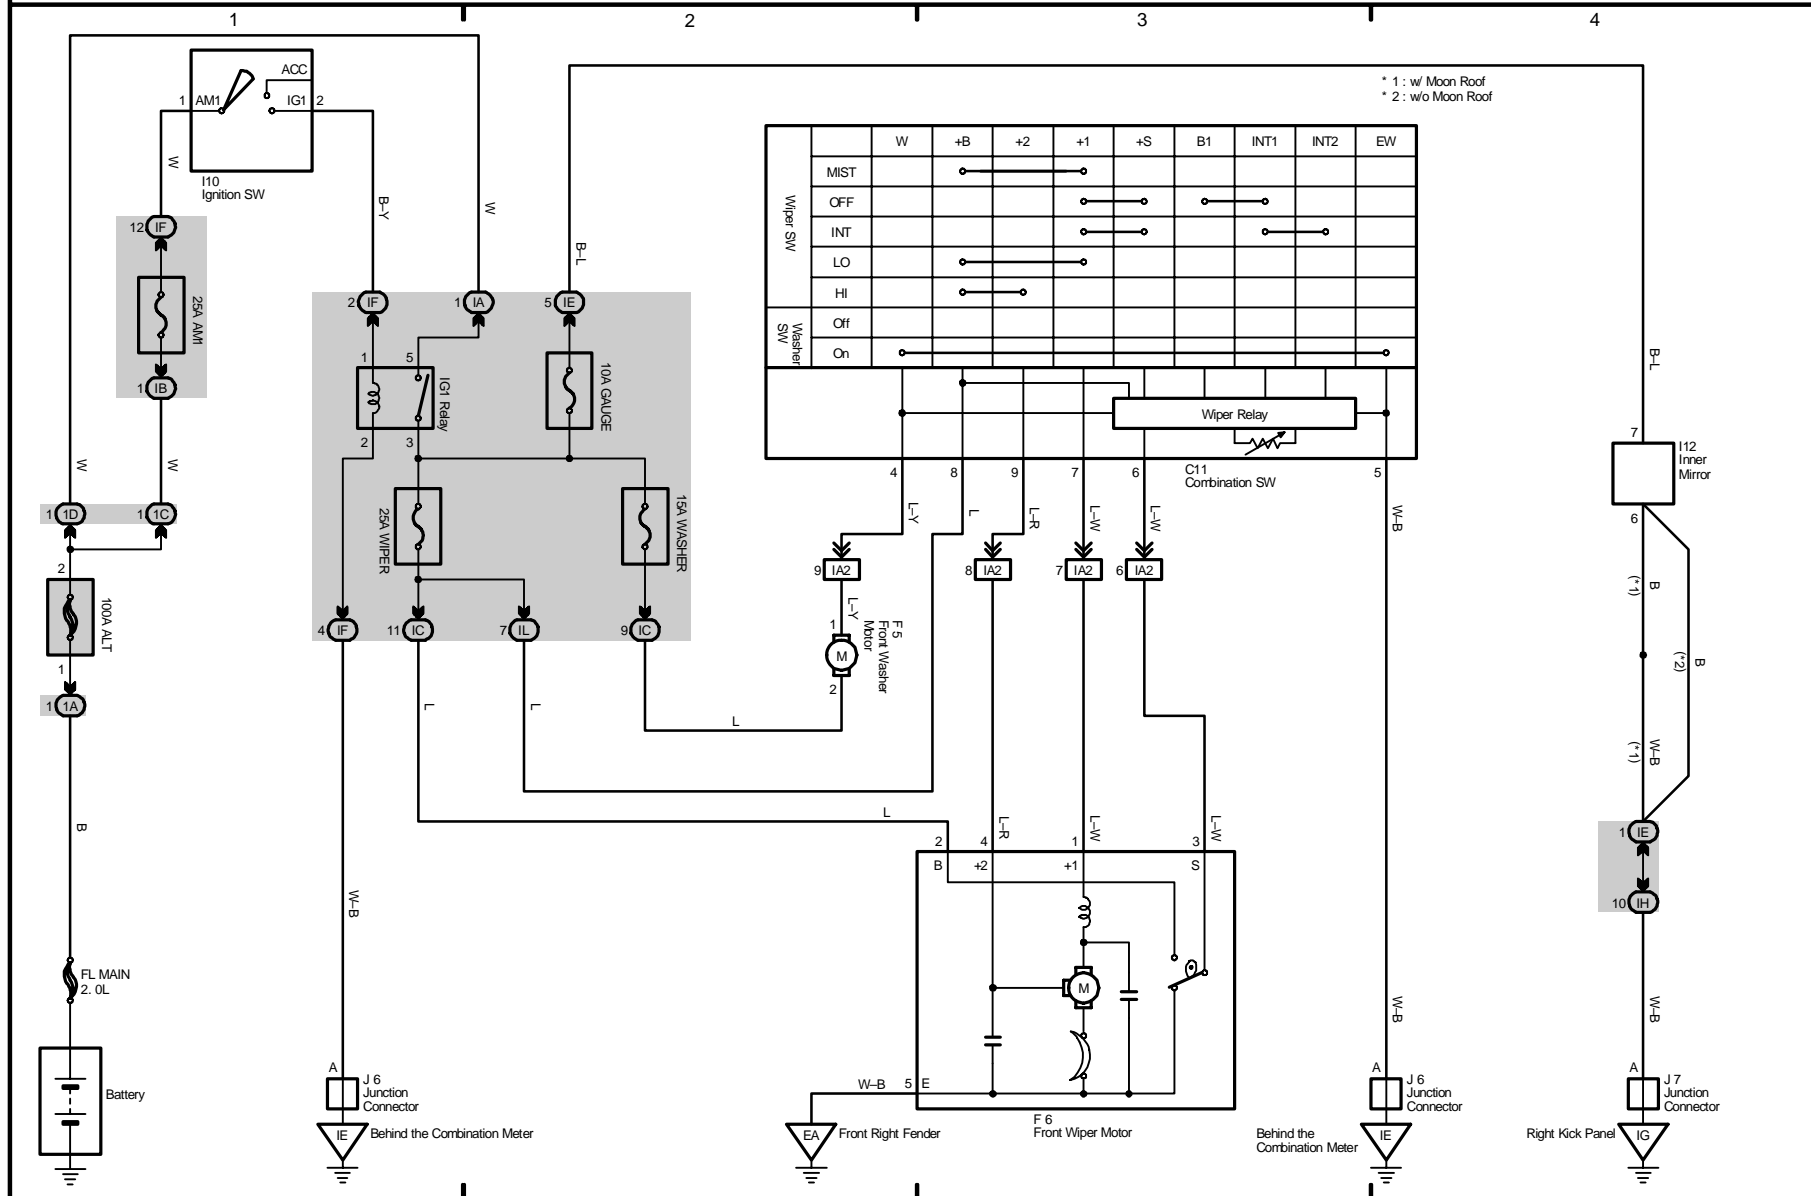 1 2 3 4
* 1 : w/ Moon Roof
* 2 : w/o Moon Roof
ACC
1 AM1 IG1 2
I10
Ignition SW
W
B–Y
W
B–L
12 IF
25A AM1
1 IB
W
W
1 1D
1 1C
2
100A ALT
1
1 1A
B
FL MAIN
2. 0L
Battery
2 IF
1 IA
5 IE
1 5
IG1 Relay
2 3
10A GAUGE
25A WIPER
15A WASHER
4 IF
11 IC
7 IL
9 IC
L
L
L
L
W–B
A
J 6
Junction
Connector
IE
Behind the Combination Meter
W +B +2 +1 +S B1 INT1 INT2 EW
Wiper SW
MIST
OFF
INT
LO
HI
Washer
SW
Off
On
Wiper Relay
4 8 9 7 6 5
C11
Combination SW
L–Y
L
L–R
L–W
L–W
W–B
9 IA2
8 IA2
7 IA2
6 IA2
L–Y
1
M
2
F 5
Front Washer
Motor
L–R
L–W
L–W
2 4 1 3
B +2 +1 S
M
W–B 5 E
F 6
Front Wiper Motor
EA
Front Right Fender
W–B
A
J 6
Junction
Connector
Behind the
Combination Meter
IE
B–L
7
I12
Inner
Mirror
6
B
(*1)
B
(*2)
W–B
(*1)
1 IE
10 IH
W–B
A
J 7
Junction
Connector
Right Kick Panel
IG